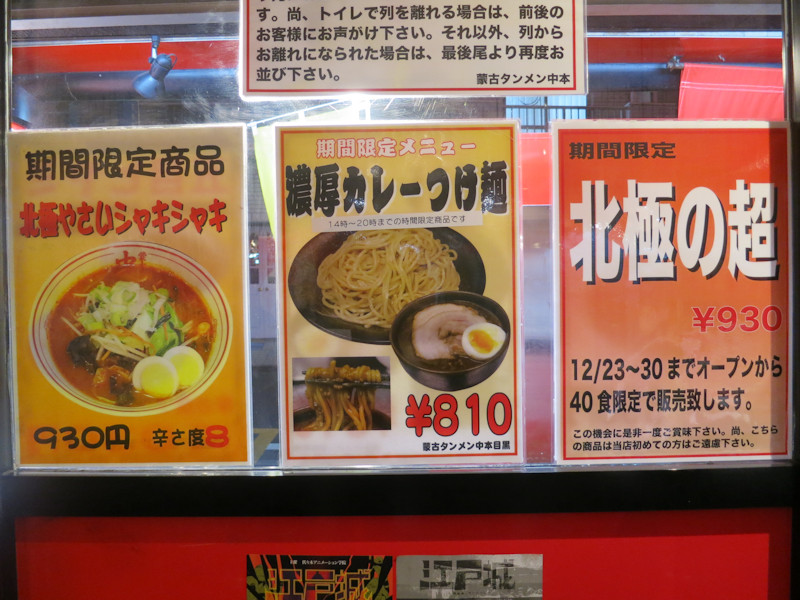 す。尚、トイレで列を離れる場合は、前後の
お客様にお声がけ下さい。それ以外、列から
お離れになられた場合は、最後尾より再度お
並び下さい。
蒙古タンメン中本
期間限定商品
北極やさいシャキシャキ
930円 辛さ度8
期間限定メニュー
濃厚カレーつけ麺
14時～20時までの時間限定商品です
¥810
蒙古タンメン中本目黒
期間限定
北極の超
¥930
12/23～30までオープンから
40食限定で販売致します。
この機会に是非一度ご賞味下さい。尚、こちら
の商品は当店初めての方はご遠慮下さい。
江戸城
江戸城